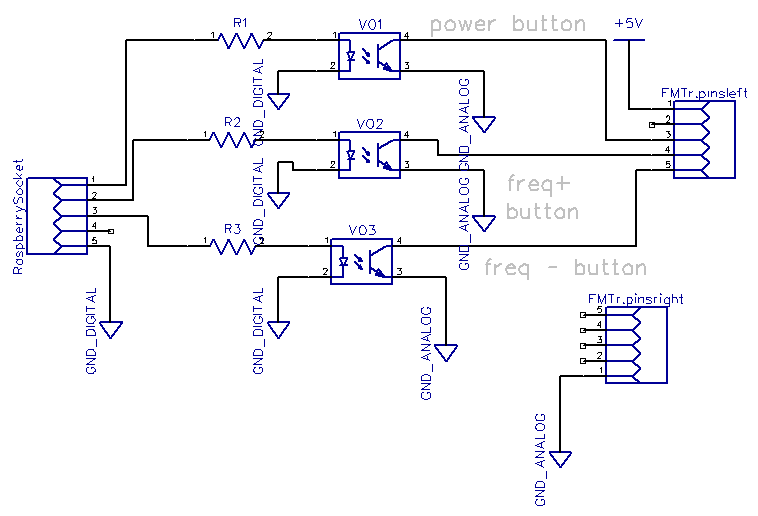 power button
+5V
R1
VO1
1
2
1
4
2
3
GND_DIGITAL
GND_ANALOG
FMTr.pinsleft
1
2
3
4
5
R2
VO2
1
2
1
4
2
3
GND_DIGITAL
GND_ANALOG
freq+
button
RaspberrySocket
1
2
3
4
5
R3
VO3
1
2
1
4
2
3
freq - button
GND_DIGITAL
GND_DIGITAL
GND_ANALOG
FMTr.pinsright
5
4
3
2
1
GND_ANALOG